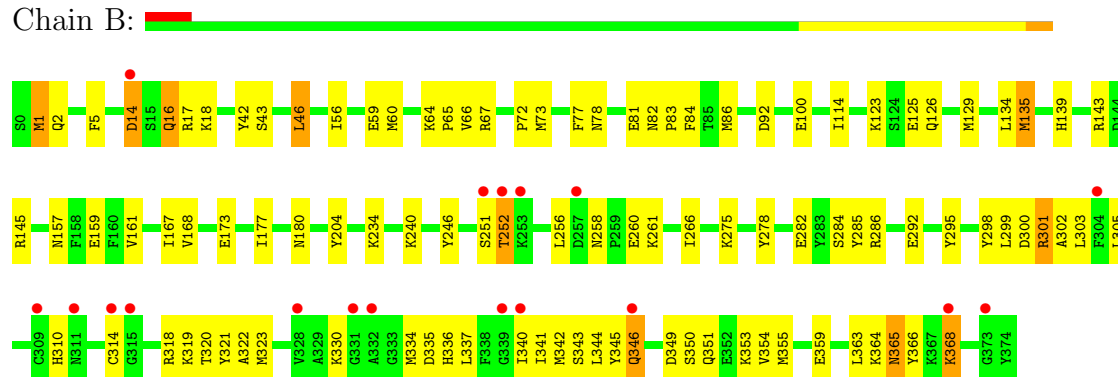 Chain B:
S0 M1 Q2 F5 D14 S15 Q16 R17 K18 Y42 S43 L46 I56 E59 M60 K64 P65 V66 R67 P72 M73 F77 N78 E81 N82 P83 F84 T85 M86 D92 E100 I114 K123 S124 E125 Q126 M129 L134 M135 H139 R143 D144
R145 N157 F158 E159 F160 V161 I167 V168 E173 I177 N180 Y204 K234 K240 Y246 S251 T252 K253 L256 D257 N258 P259 E260 K261 I266 K275 Y278 E282 Y283 S284 Y285 R286 E292 Y295 Y298 L299 D300 R301 A302 L303 F304 L305
C309 H310 N311 C314 G315 R318 K319 T320 Y321 A322 M323 V328 A329 K330 G331 A332 G333 M334 D335 H336 L337 F338 G339 I340 I341 M342 S343 L344 Y345 Q346 D349 S350 Q351 E352 K353 V354 M355 E359 L363 K364 N365 Y366 K367 K368 G373 Y374